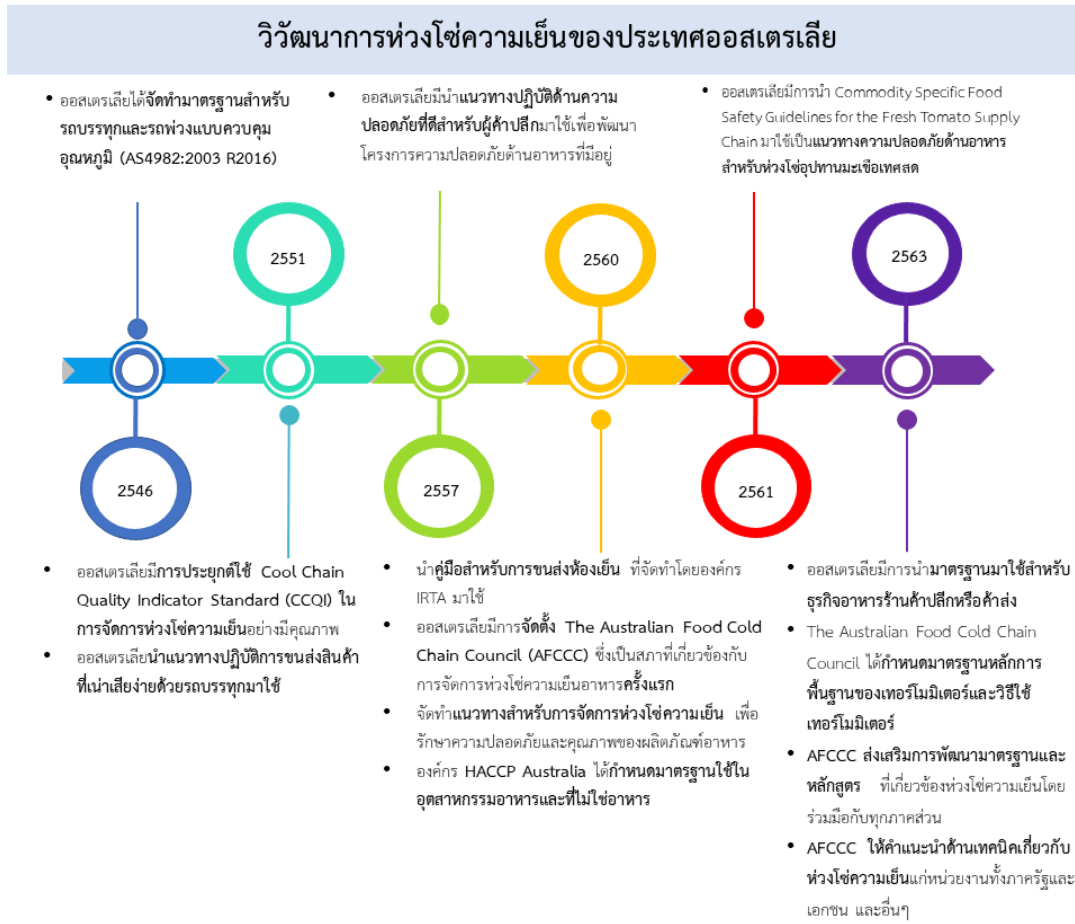 วิวัฒนาการห่วงโซ่ความเย็นของประเทศออสเตรเลีย
• ออสเตรเลียได้จัดทำมาตรฐานสำหรับ
รถบรรทุกและรถพ่วงแบบควบคุม
อุณหภูมิ (AS4982:2003 R2016)
• ออสเตรเลียมีนำแนวทางปฏิบัติด้านความ
ปลอดภัยที่ดีสำหรับผู้ค้าปลีกมาใช้เพื่อพัฒนา
โครงการความปลอดภัยด้านอาหารที่มีอยู่
• ออสเตรเลียมีการนำ Commodity Specific Food
Safety Guidelines for the Fresh Tomato Supply
Chain มาใช้เป็นแนวทางความปลอดภัยด้านอาหาร
สำหรับห่วงโซ่อุปทานมะเขือเทศสด
2551
2560
2563
2546
2557
2561
• ออสเตรเลียมีการประยุกต์ใช้ Cool Chain
Quality Indicator Standard (CCQI) ใน
การจัดการห่วงโซ่ความเย็นอย่างมีคุณภาพ
• ออสเตรเลียนำแนวทางปฏิบัติการขนส่งสินค้า
ที่เน่าเสียง่ายด้วยรถบรรทุกมาใช้
• นำคู่มือสำหรับการขนส่งห้องเย็น ที่จัดทำโดยองค์กร
IRTA มาใช้
• ออสเตรเลียมีการจัดตั้ง The Australian Food Cold
Chain Council (AFCCC) ซึ่งเป็นสภาที่เกี่ยวข้องกับ
การจัดการห่วงโซ่ความเย็นอาหารครั้งแรก
• จัดทำแนวทางสำหรับการจัดการห่วงโซ่ความเย็น เพื่อ
รักษาความปลอดภัยและคุณภาพของผลิตภัณฑ์อาหาร
• องค์กร HACCP Australia ได้กำหนดมาตรฐานใช้ใน
อุตสาหกรรมอาหารและที่ไม่ใช่อาหาร
• ออสเตรเลียมีการนำมาตรฐานมาใช้สำหรับ
ธุรกิจอาหารร้านค้าปลีกหรือค้าส่ง
• The Australian Food Cold Chain
Council ได้กำหนดมาตรฐานหลักการ
พื้นฐานของเทอร์โมมิเตอร์และวิธีใช้
เทอร์โมมิเตอร์
• AFCCC ส่งเสริมการพัฒนามาตรฐานและ
หลักสูตร ที่เกี่ยวข้องห่วงโซ่ความเย็นโดย
ร่วมมือกับทุกภาคส่วน
• AFCCC ให้คำแนะนำด้านเทคนิคเกี่ยวกับ
ห่วงโซ่ความเย็นแก่หน่วยงานทั้งภาครัฐและ
เอกชน และอื่นๆ